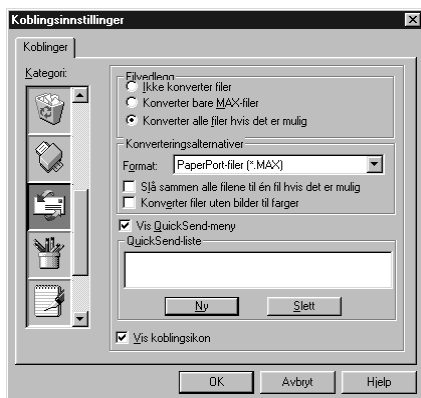 Koblingsinnstillinger
Koblinger
Kategori:
Filvedlegg
Ikke konverter filer
Konverter bare MAX-filer
Konverter alle filer hvis det er mulig
Konverteringsalternativer
Format: PaperPort-filer (*.MAX)
Slå sammen alle filene til én fil hvis det er mulig
Konverter filer uten bilder til farger
Vis QuickSend-meny
QuickSend-liste
Ny Slett
Vis koblingsikon
OK Avbryt Hjelp